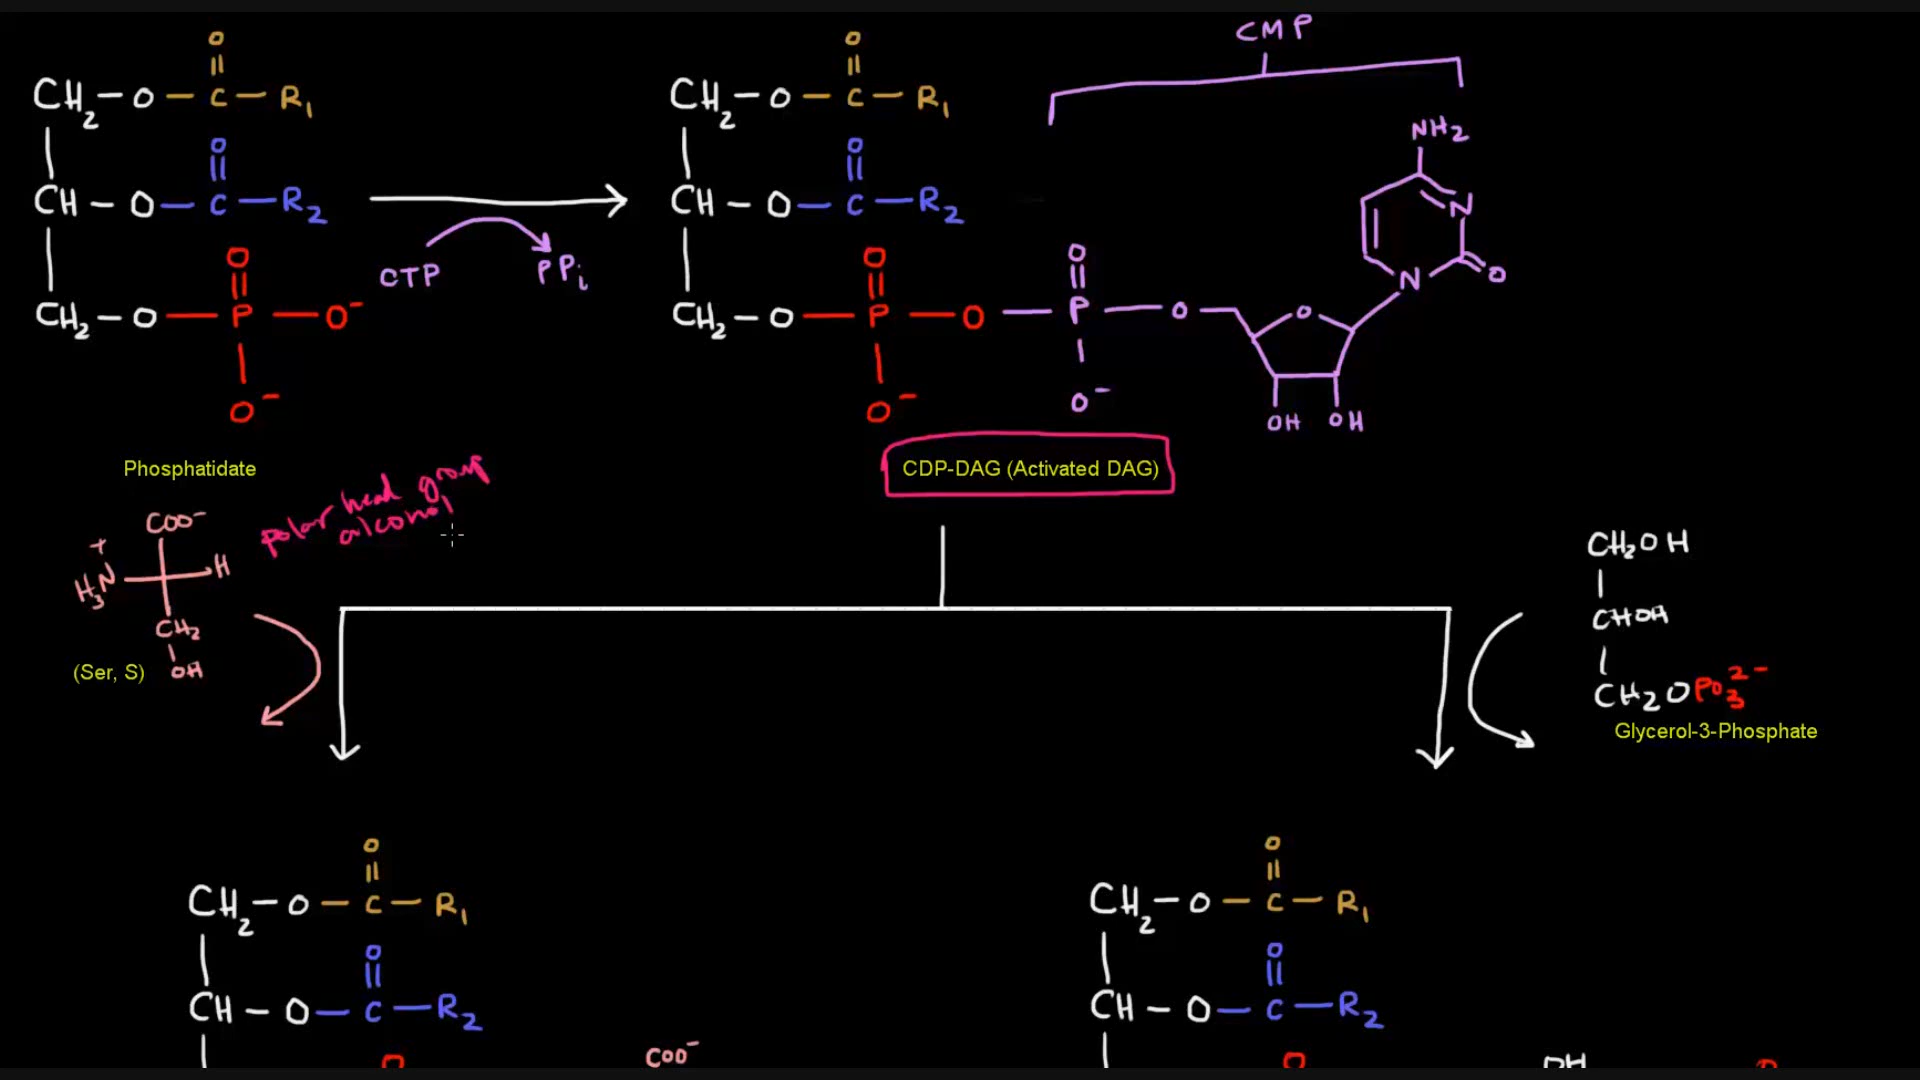 CMP
O
CH2-O-C-R1
O
CH-O-C-R2
O
CH2-O-P-O-
O-
CTP
PPi
O
CH2-O-C-R1
O
CH-O-C-R2
O
O
CH2-O-P-O-P-O
O-
O-
NH2
N
N
O
O
OH OH
Phosphatidate
CDP-DAG (Activated DAG)
polar head group
alcohol
COO-
H3N+
H
CH2
OH
(Ser, S)
CH2OH
CHOH
CH2OPO3 2-
Glycerol-3-Phosphate
O
CH2-O-C-R1
O
CH-O-C-R2
COO-
O
CH2-O-C-R1
O
CH-O-C-R2
OH